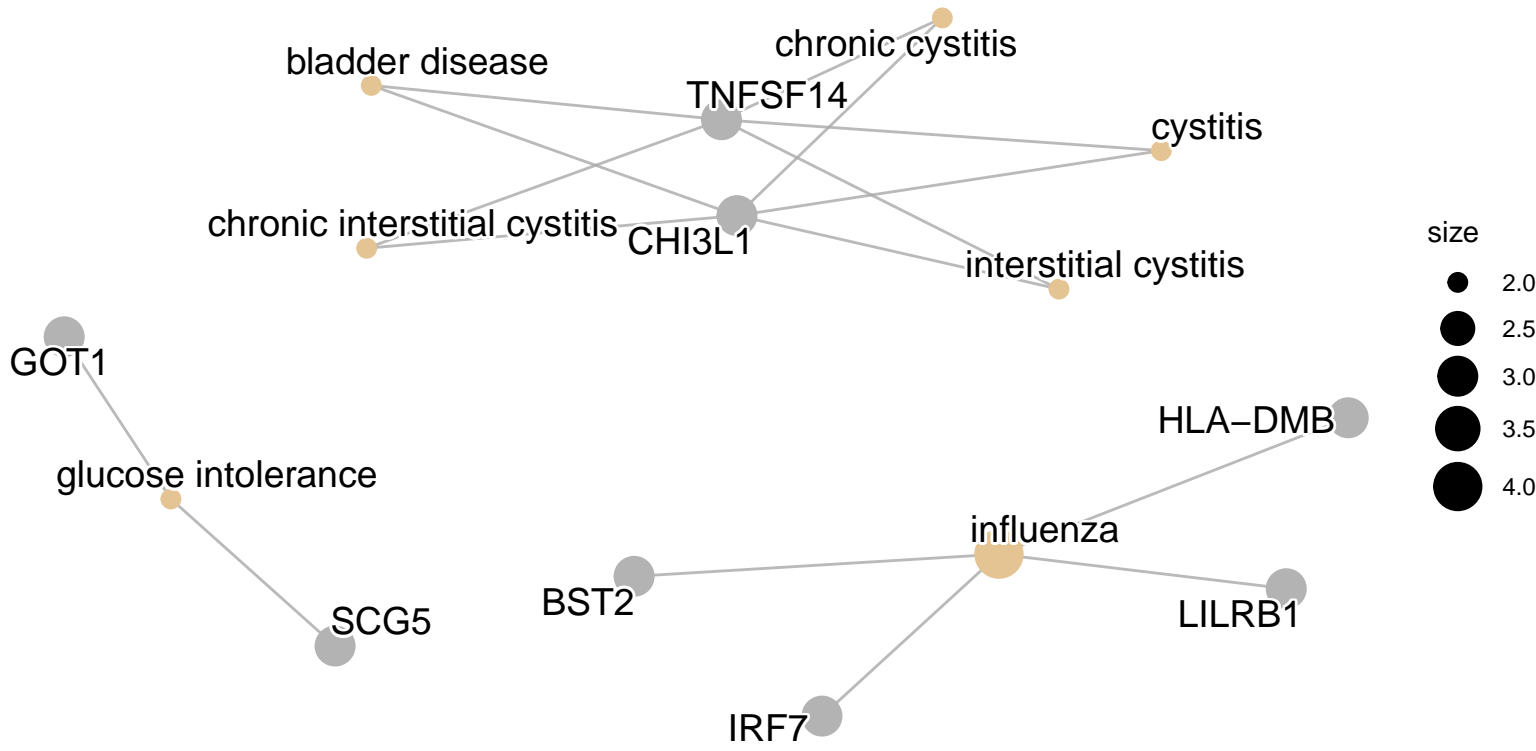 chronic cystitis
bladder disease
TNFSF14
cystitis
chronic interstitial cystitis
CHI3L1
interstitial cystitis
size
2.0
2.5
3.0
3.5
4.0
GOT1
HLA−DMB
glucose intolerance
influenza
BST2
LILRB1
SCG5
IRF7